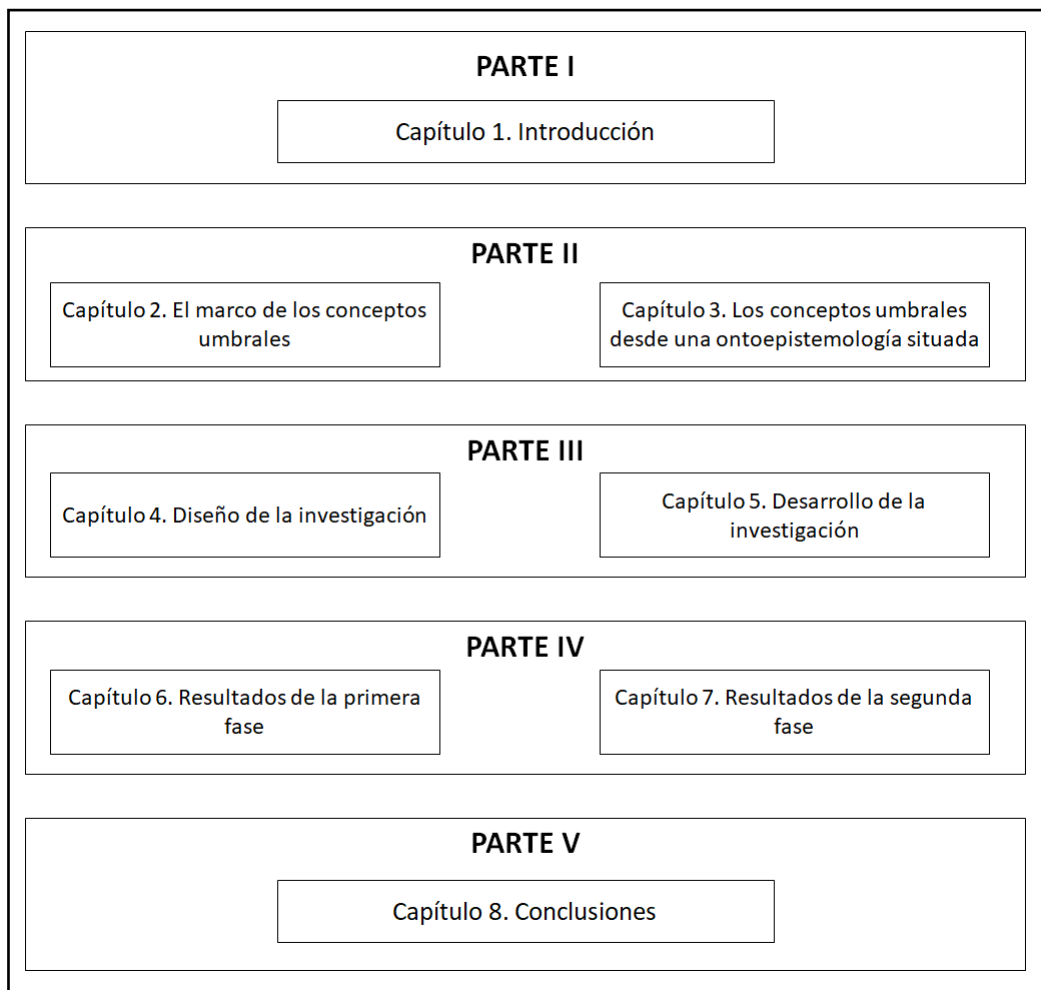 PARTE I
Capítulo 1. Introducción
PARTE II
Capítulo 2. El marco de los conceptos
umbrales
Capítulo 3. Los conceptos umbrales
desde una ontoepistemología situada
PARTE III
Capítulo 4. Diseño de la investigación
Capítulo 5. Desarrollo de la
investigación
PARTE IV
Capítulo 6. Resultados de la primera
fase
Capítulo 7. Resultados de la segunda
fase
PARTE V
Capítulo 8. Conclusiones